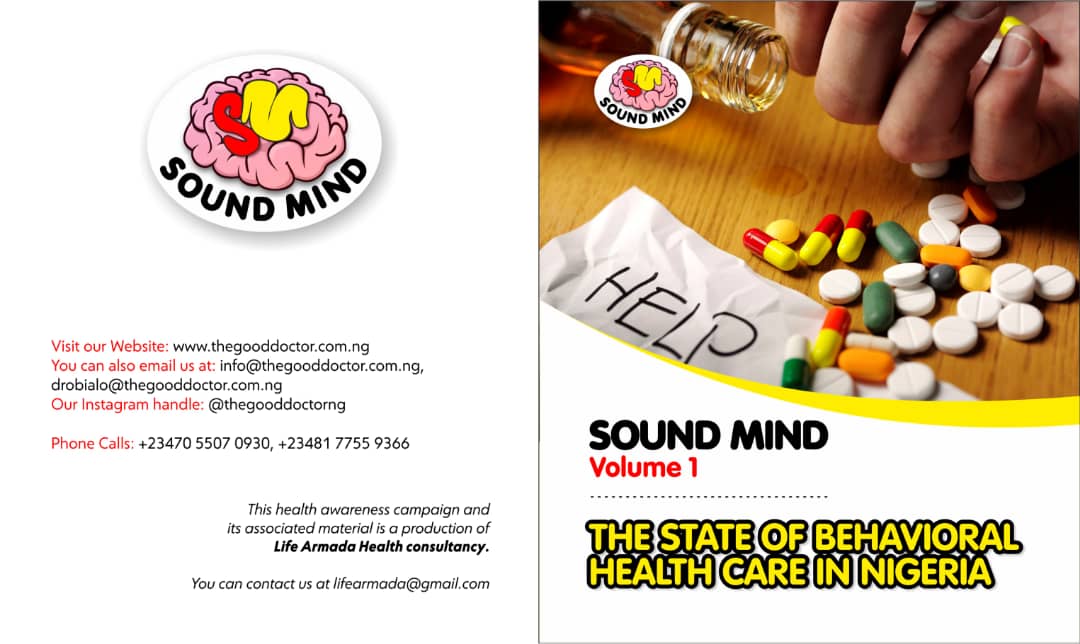 SM
SOUND MIND
Visit our Website: www.thegooddoctor.com.ng
You can also email us at: info@thegooddoctor.com.ng,
drobialo@thegooddoctor.com.ng
Our Instagram handle: @thegooddoctorng
Phone Calls: +23470 5507 0930, +23481 7755 9366
This health awareness campaign and
its associated material is a production of
Life Armada Health consultancy.
You can contact us at lifearmada@gmail.com
SM
SOUND MIND
HELP
SOUND MIND
Volume 1
THE STATE OF BEHAVIORAL
HEALTH CARE IN NIGERIA